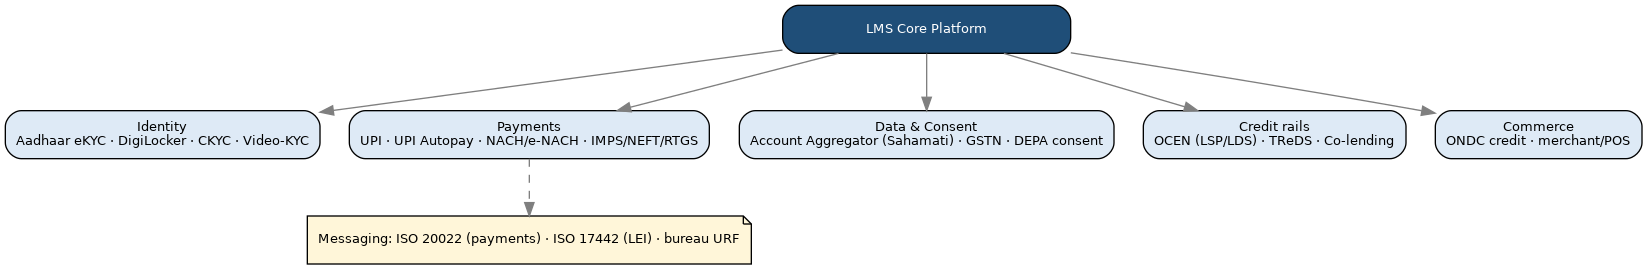 LMS Core Platform
Identity
Aadhaar eKYC · DigiLocker · CKYC · Video-KYC
Payments
UPI · UPI Autopay · NACH/e-NACH · IMPS/NEFT/RTGS
Data & Consent
Account Aggregator (Sahamati) · GSTN · DEPA consent
Credit rails
OCEN (LSP/LDS) · TReDS · Co-lending
Commerce
ONDC credit · merchant/POS
Messaging: ISO 20022 (payments) · ISO 17442 (LEI) · bureau URF